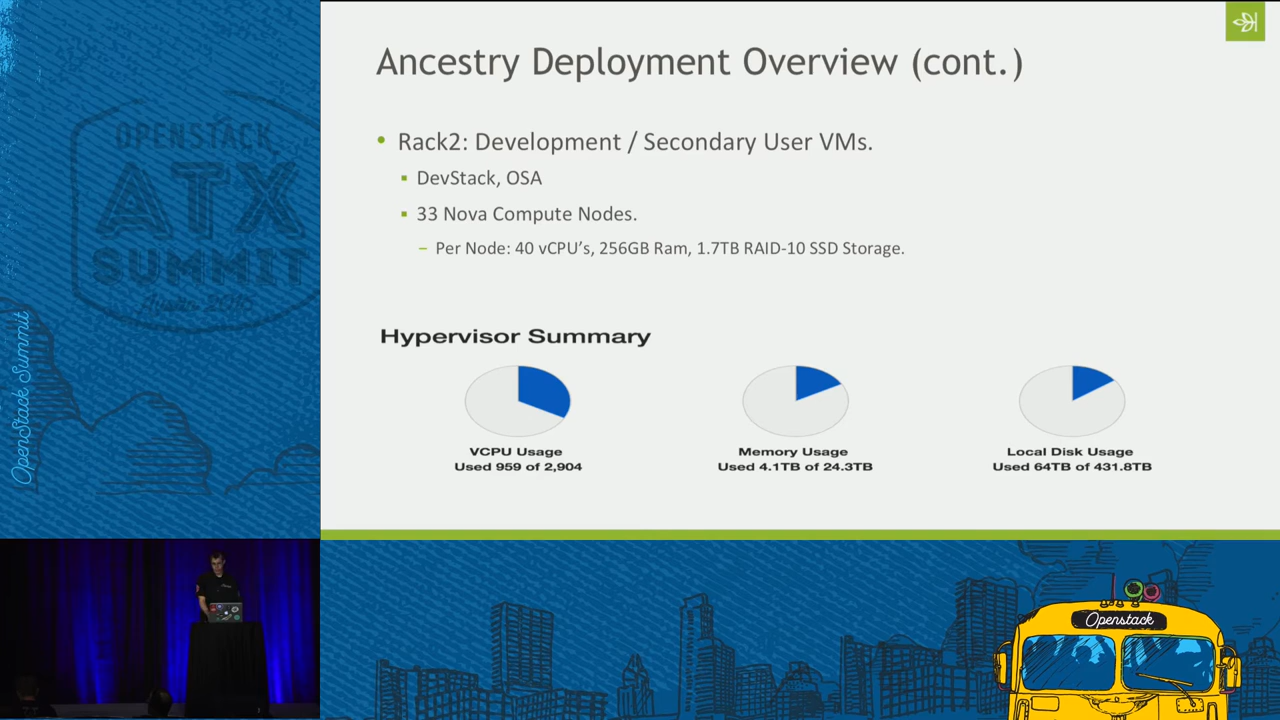 Ancestry Deployment Overview (cont.)
• Rack2: Development / Secondary User VMs.
▪ DevStack, OSA
▪ 33 Nova Compute Nodes.
– Per Node: 40 vCPU’s, 256GB Ram, 1.7TB RAID-10 SSD Storage.
Hypervisor Summary
VCPU Usage
Used 959 of 2,904
Memory Usage
Used 4.1TB of 24.3TB
Local Disk Usage
Used 64TB of 431.8TB
OPENSTACK
ATX
SUMMIT
Austin 2016
OpenStack Summit
Openstack